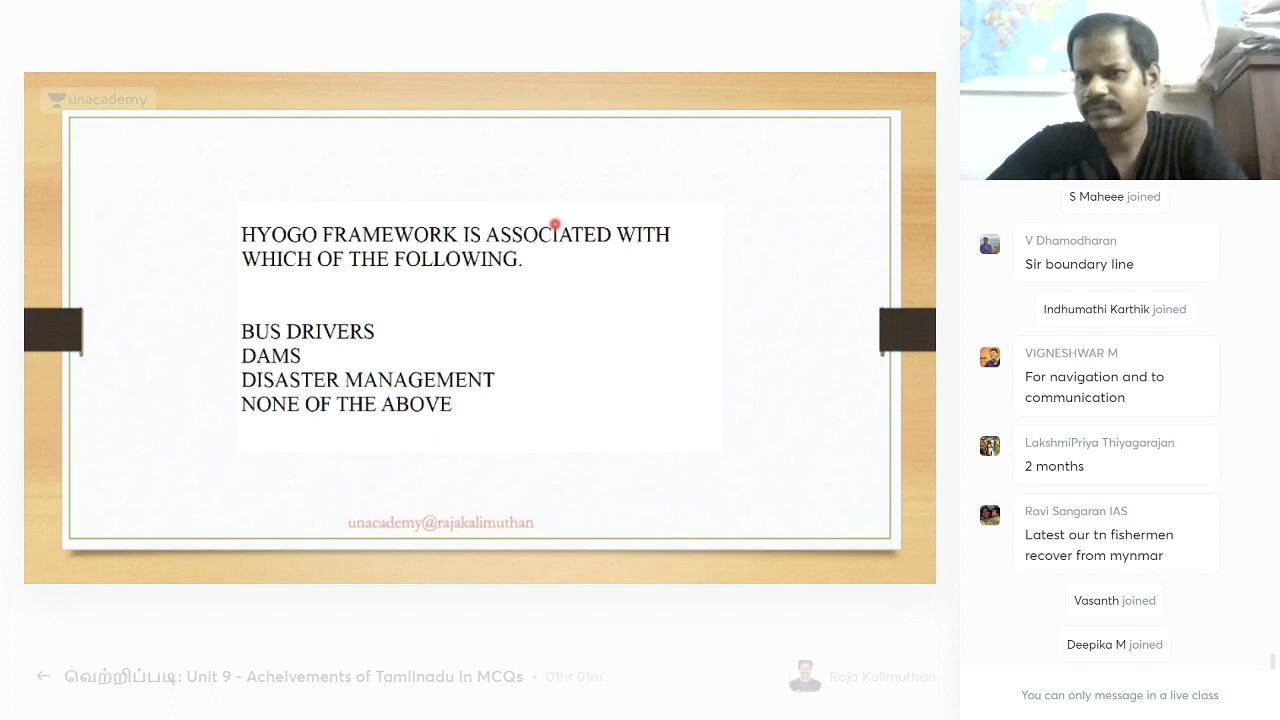 unacademy
HYOGO FRAMEWORK IS ASSOCIATED WITH
WHICH OF THE FOLLOWING.
BUS DRIVERS
DAMS
DISASTER MANAGEMENT
NONE OF THE ABOVE
unacademy@rajakalimuthan
வெற்றிப்படி: Unit 9 - Acheivements of Tamilnadu in MCQs • 01hr 01m
Raja Kalimuthan
S Maheee joined
V Dhamodharan
Sir boundary line
Indhumathi Karthik joined
VIGNESHWAR M
For navigation and to
communication
LakshmiPriya Thiyagarajan
2 months
Ravi Sangaran IAS
Latest our tn fishermen
recover from mynmar
Vasanth joined
Deepika M joined
You can only message in a live class